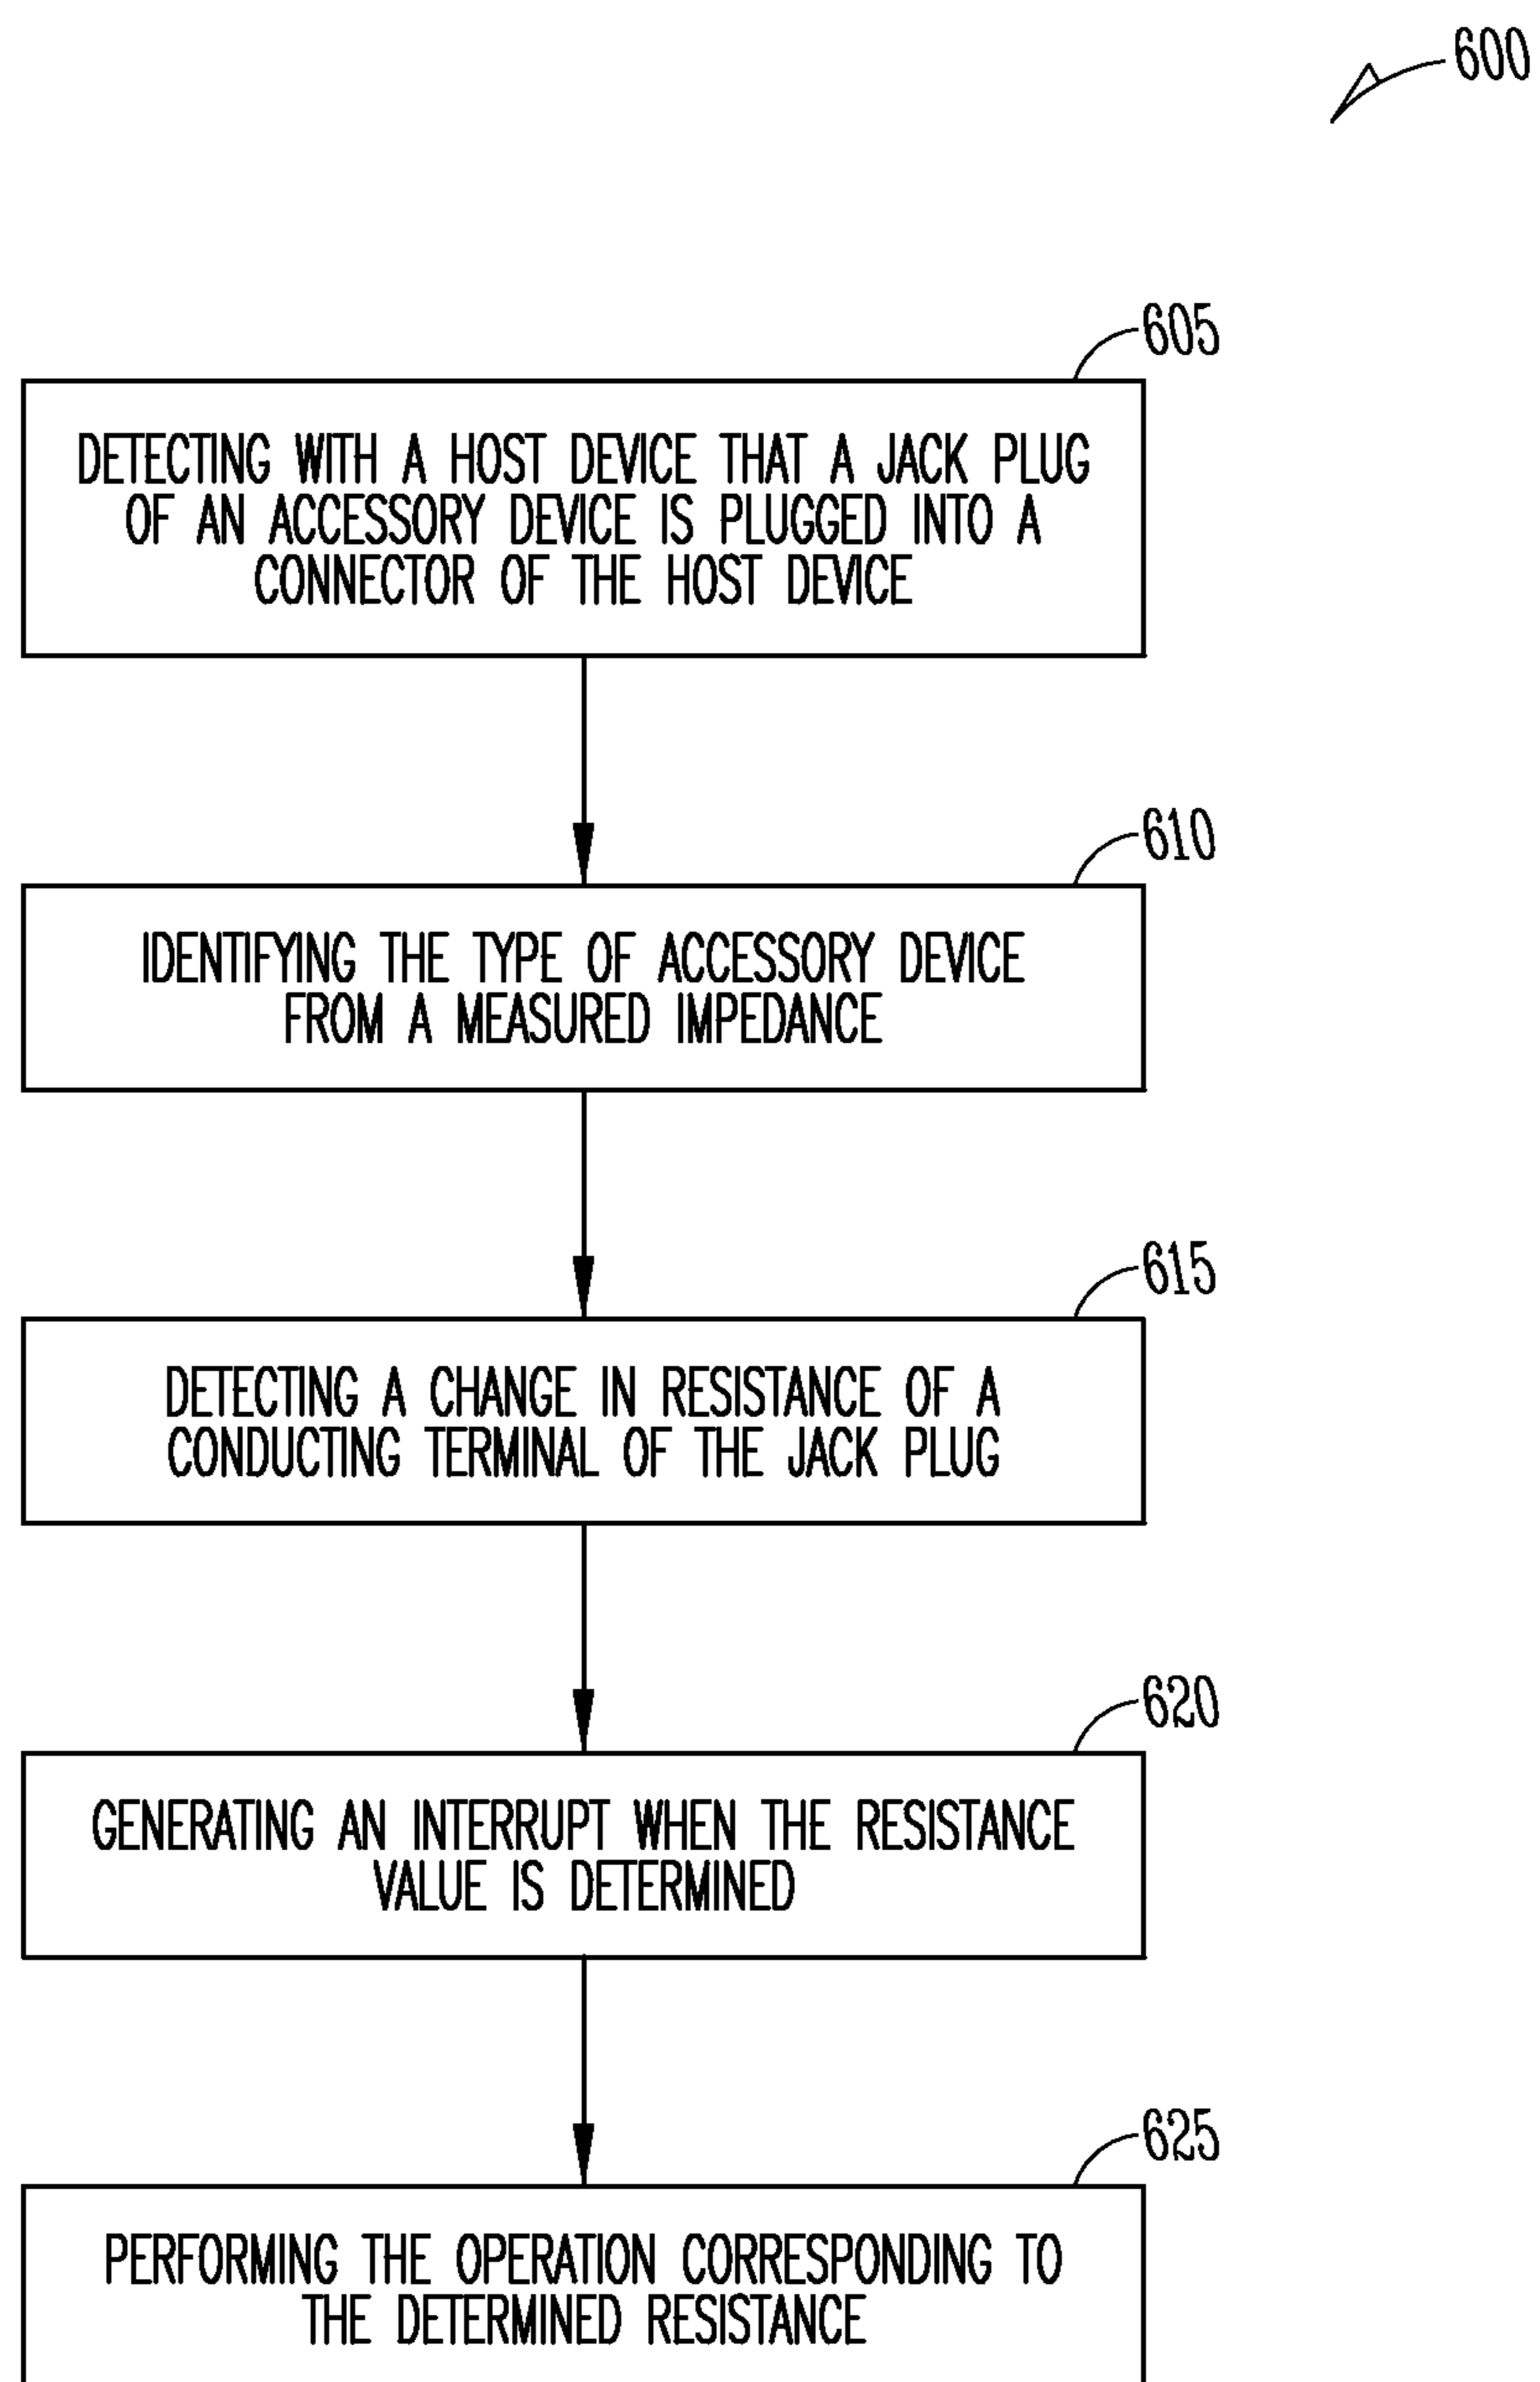 600
605
DETECTING WITH A HOST DEVICE THAT A JACK PLUG
OF AN ACCESSORY DEVICE IS PLUGGED INTO A
CONNECTOR OF THE HOST DEVICE
610
IDENTIFYING THE TYPE OF ACCESSORY DEVICE
FROM A MEASURED IMPEDANCE
615
DETECTING A CHANGE IN RESISTANCE OF A
CONDUCTING TERMINAL OF THE JACK PLUG
620
GENERATING AN INTERRUPT WHEN THE RESISTANCE
VALUE IS DETERMINED
625
PERFORMING THE OPERATION CORRESPONDING TO
THE DETERMINED RESISTANCE